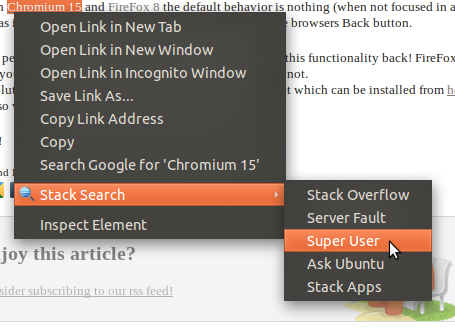 Chromium 15 and FireFox 8 the default behavior is nothing (when not focused in a
as i
e browsers Back button.
this functionality back! FireFox
you
not.
t which can be installed from
so
Open Link in New Tab
Open Link in New Window
Open Link in Incognito Window
Save Link As...
Copy Link Address
Copy
Search Google for 'Chromium 15'
Stack Search
Inspect Element
Stack Overflow
Server Fault
Super User
Ask Ubuntu
Stack Apps
joy this article?
sider subscribing to our rss feed!